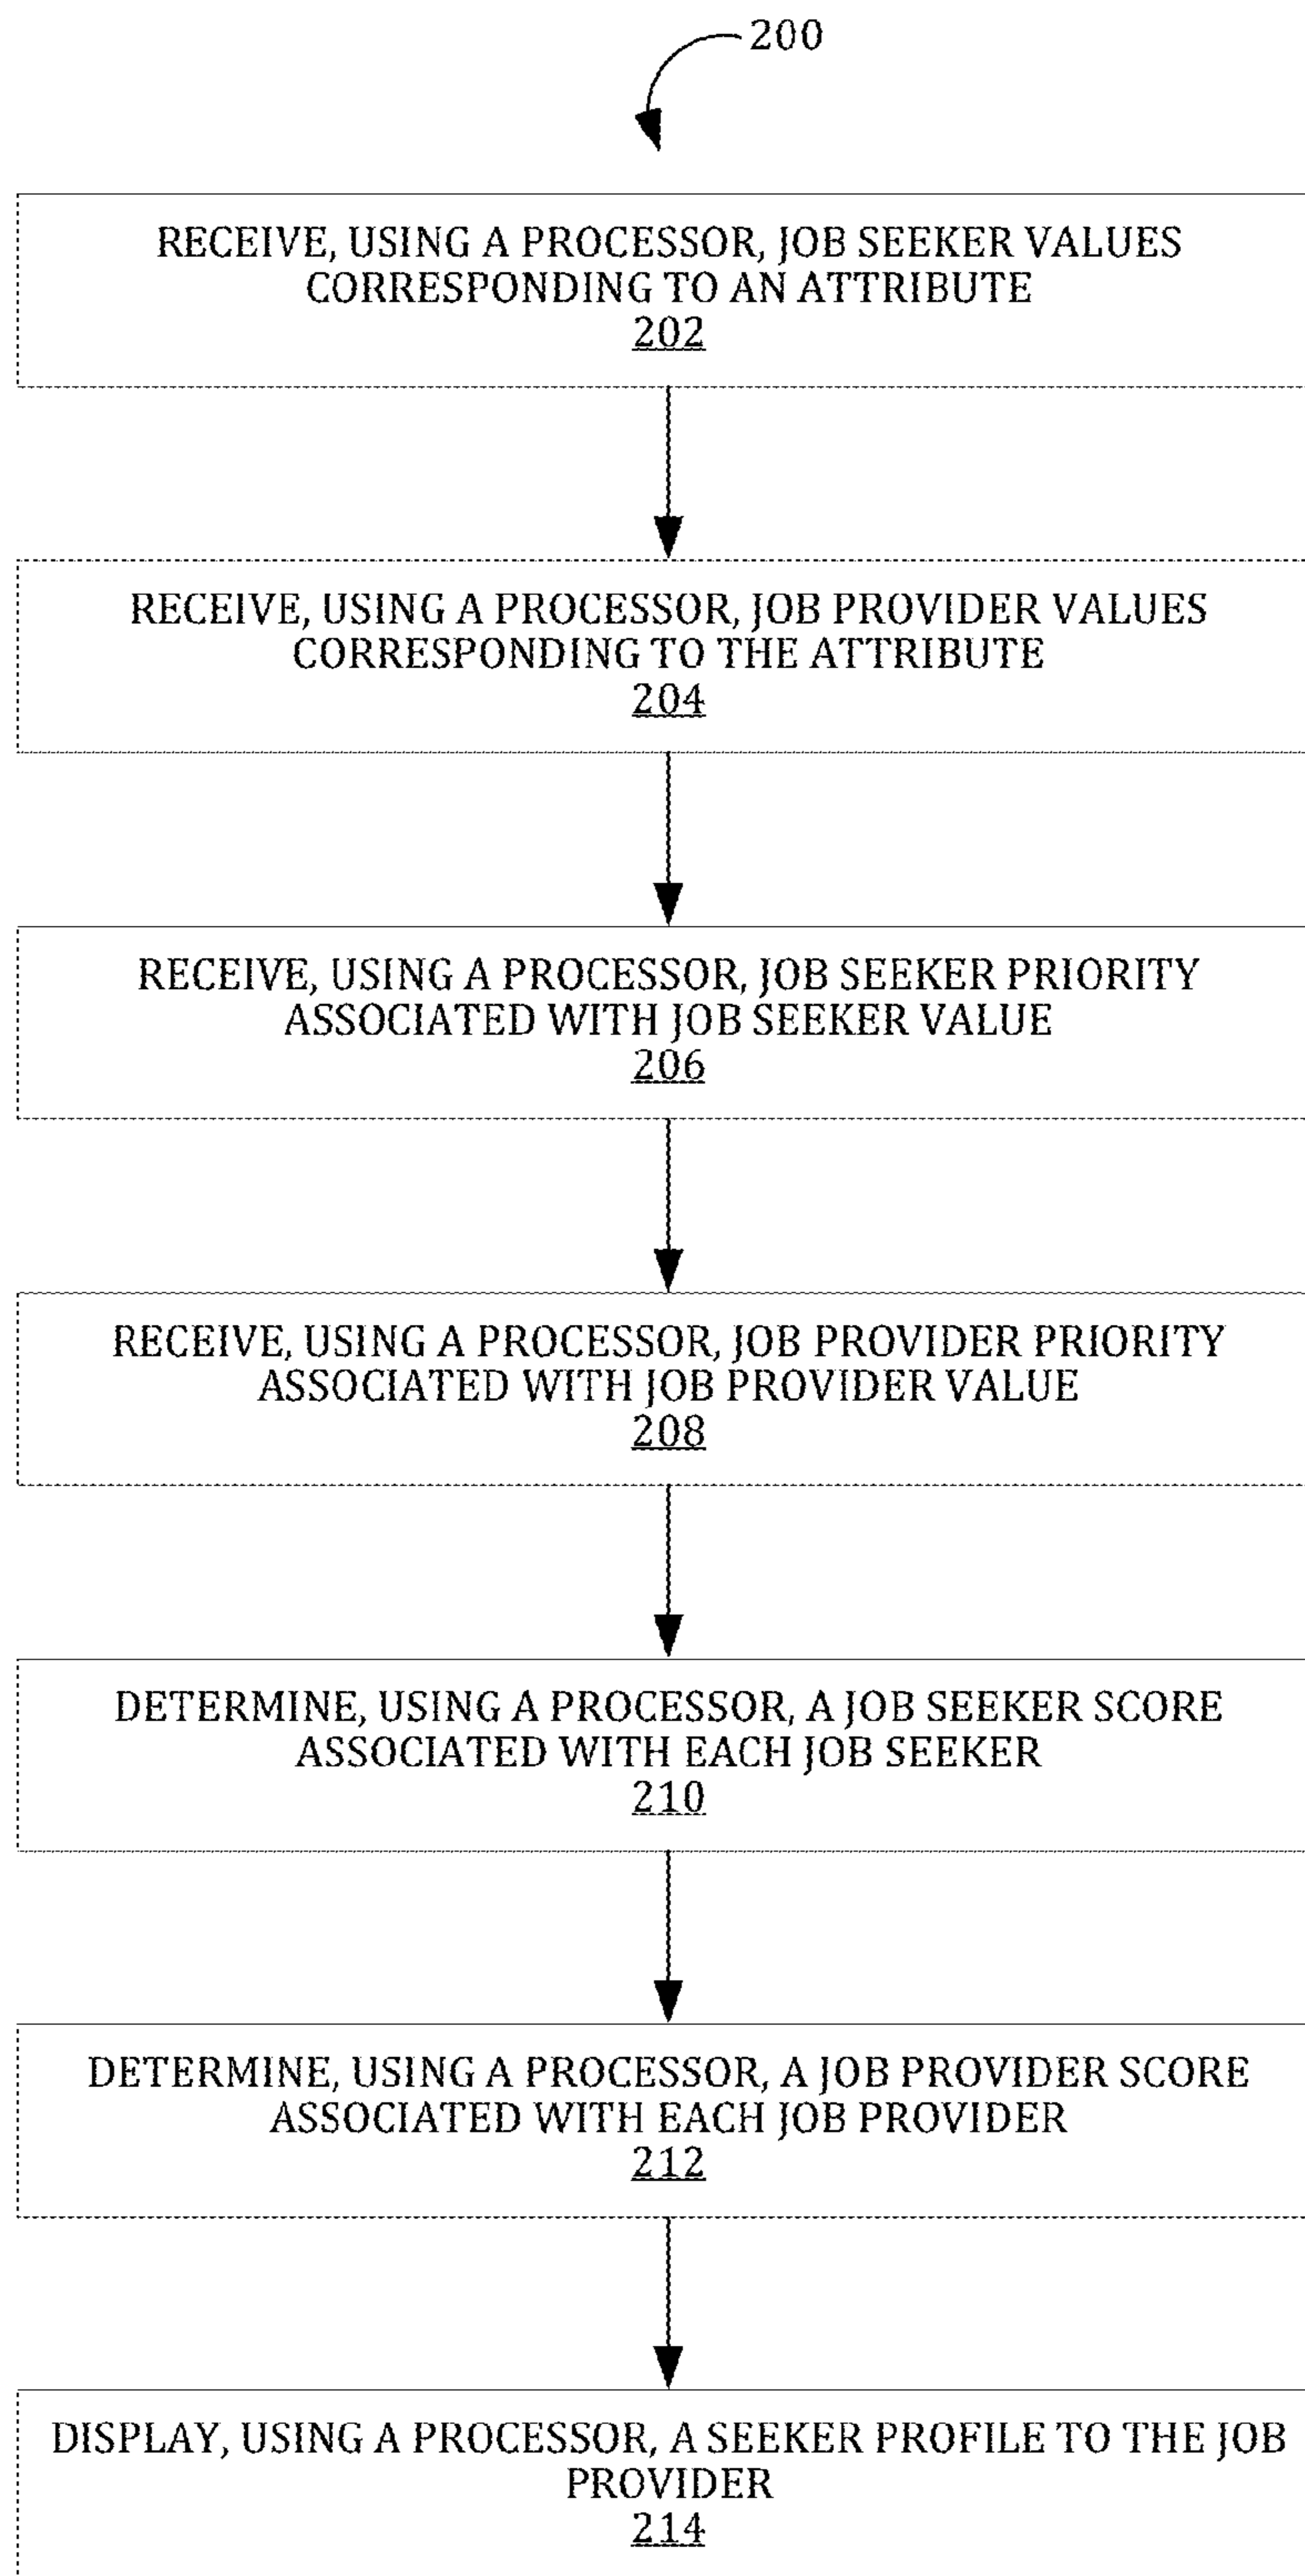 200
RECEIVE, USING A PROCESSOR, JOB SEEKER VALUES
CORRESPONDING TO AN ATTRIBUTE
202
RECEIVE, USING A PROCESSOR, JOB PROVIDER VALUES
CORRESPONDING TO THE ATTRIBUTE
204
RECEIVE, USING A PROCESSOR, JOB SEEKER PRIORITY
ASSOCIATED WITH JOB SEEKER VALUE
206
RECEIVE, USING A PROCESSOR, JOB PROVIDER PRIORITY
ASSOCIATED WITH JOB PROVIDER VALUE
208
DETERMINE, USING A PROCESSOR, A JOB SEEKER SCORE
ASSOCIATED WITH EACH JOB SEEKER
210
DETERMINE, USING A PROCESSOR, A JOB PROVIDER SCORE
ASSOCIATED WITH EACH JOB PROVIDER
212
DISPLAY, USING A PROCESSOR, A SEEKER PROFILE TO THE JOB
PROVIDER
214